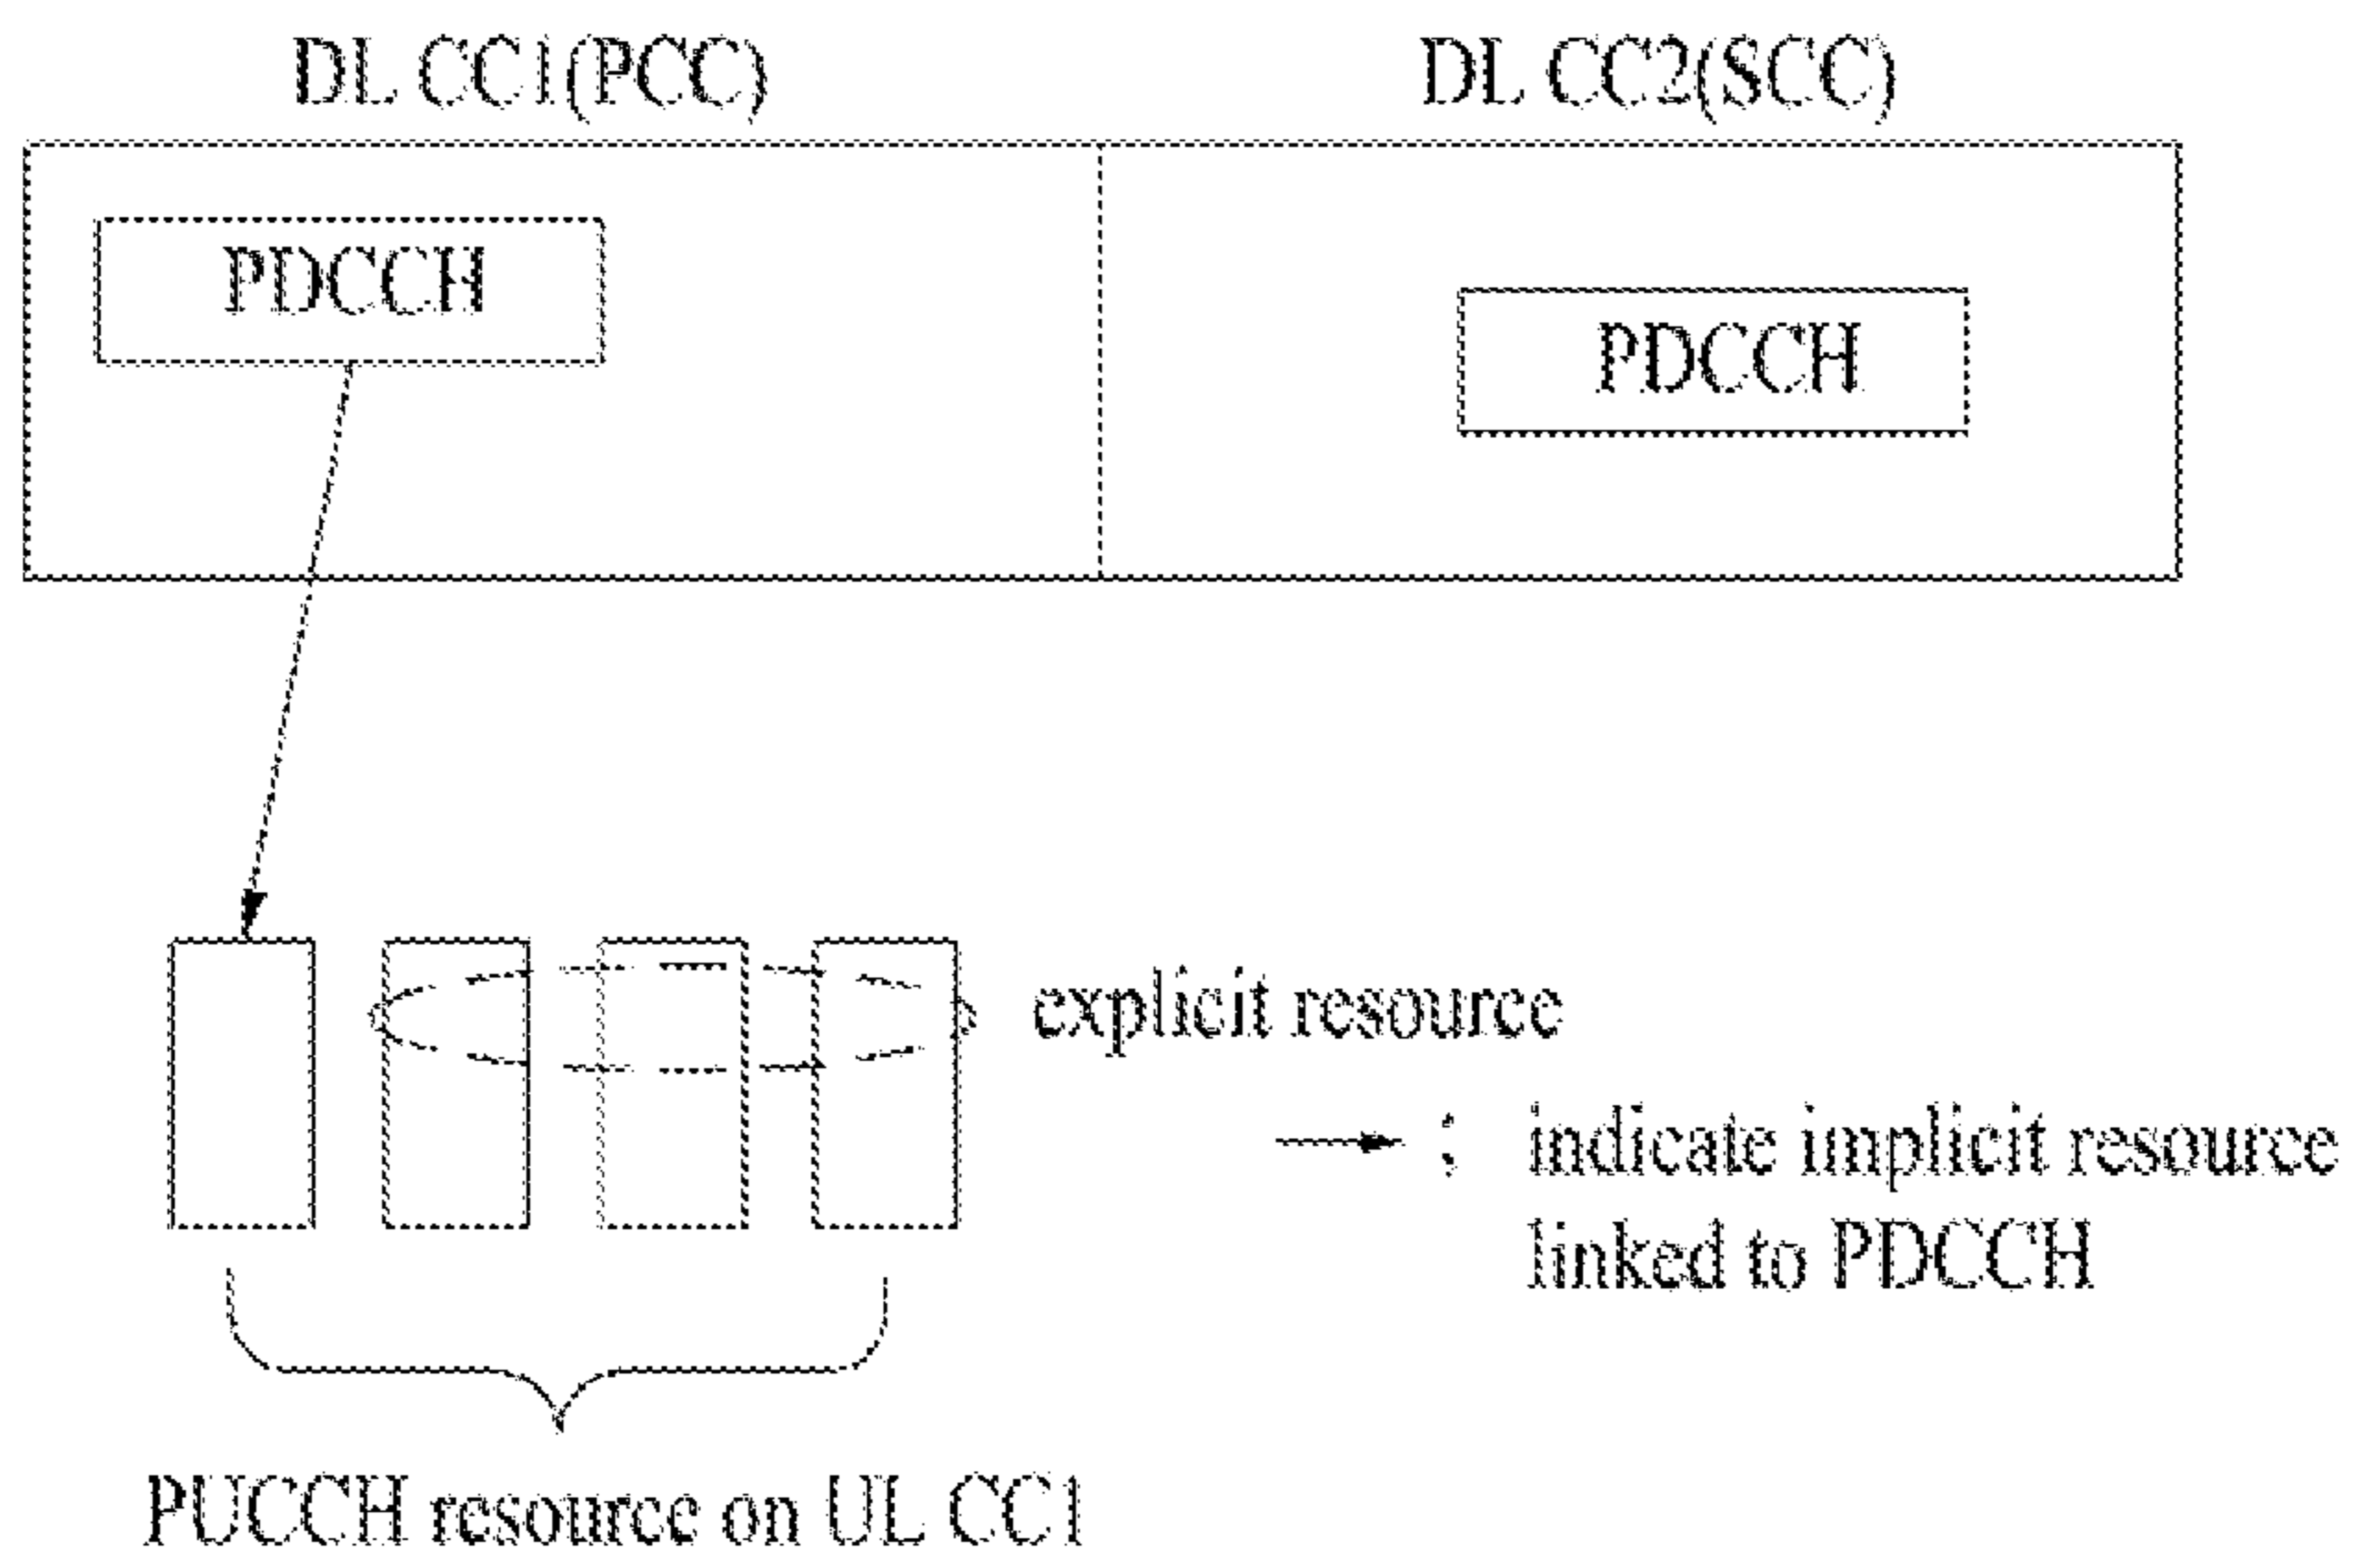 DL CC1(PCC)
DL CC2(SCC)
PDCCH
PDCCH
explicit resource
; indicate implicit resource
linked to PDCCH
PUCCH resource on UL CC1